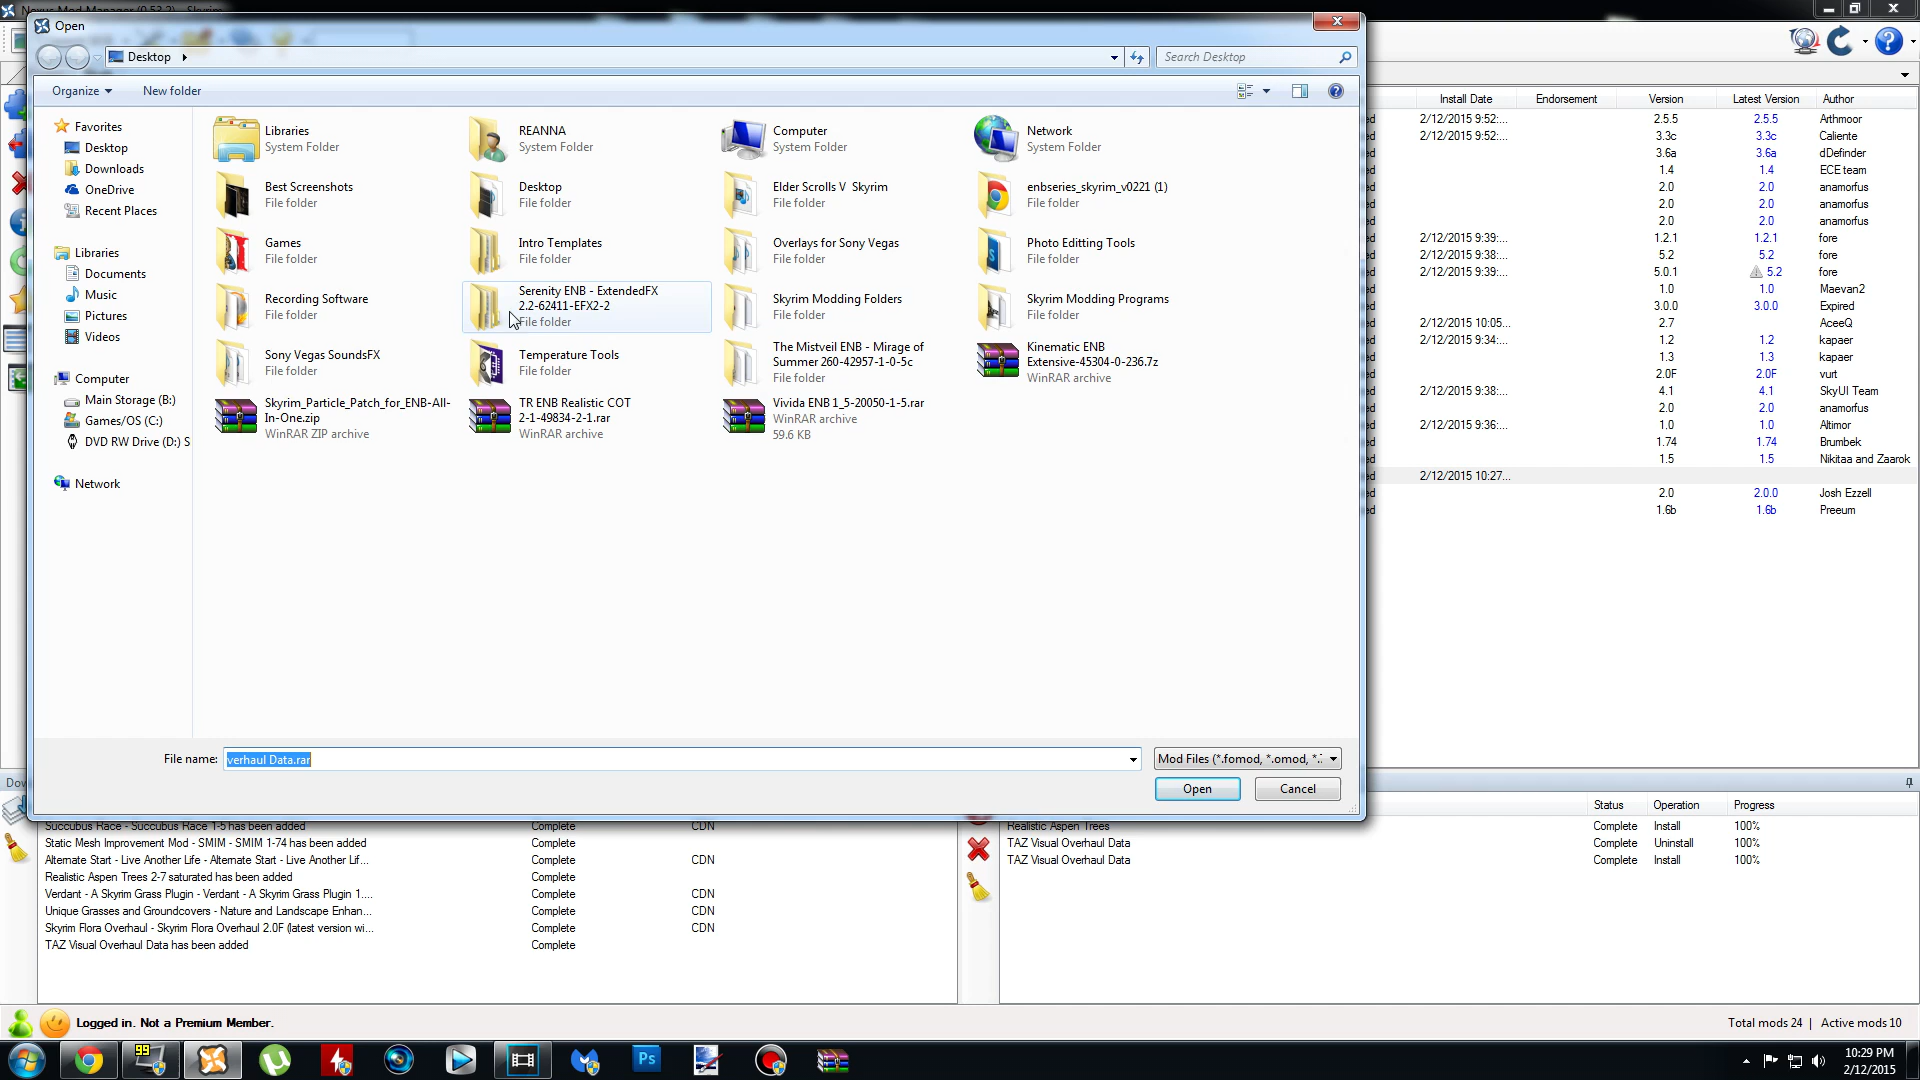 Open
Desktop
Search Desktop
Organize
New folder
Favorites
Desktop
Downloads
OneDrive
Recent Places
Libraries
Documents
Music
Pictures
Videos
Computer
Main Storage (B:)
Games/OS (C:)
DVD RW Drive (D:) S
Network
Libraries
System Folder
REANNA
System Folder
Computer
System Folder
Network
System Folder
Best Screenshots
File folder
Desktop
File folder
Elder Scrolls V Skyrim
File folder
enbseries_skyrim_v0221 (1)
File folder
Games
File folder
Intro Templates
File folder
Overlays for Sony Vegas
File folder
Photo Editting Tools
File folder
Recording Software
File folder
Serenity ENB - ExtendedFX
2.2-62411-EFX2-2
File folder
Skyrim Modding Folders
File folder
Skyrim Modding Programs
File folder
Sony Vegas SoundsFX
File folder
Temperature Tools
File folder
The Mistveil ENB - Mirage of
Summer 260-42957-1-0-5c
File folder
Kinematic ENB
Extensive-45304-0-236.7z
WinRAR archive
Skyrim_Particle_Patch_for_ENB-All-
In-One.zip
WinRAR ZIP archive
TR ENB Realistic COT
2-1-49834-2-1.rar
WinRAR archive
Vivida ENB 1_5-20050-1-5.rar
WinRAR archive
59.6 KB
File name: verhaul Data.rar
Mod Files (*.fomod, *.omod, *.
Open
Cancel
Install Date Endorsement Version Latest Version Author
2/12/2015 9:52:... 2.5.5 2.5.5 Arthmoor
2/12/2015 9:52:... 3.3c 3.3c Caliente
3.6a 3.6a dDefinder
1.4 1.4 ECE team
2.0 2.0 anamorfus
2.0 2.0 anamorfus
2.0 2.0 anamorfus
2/12/2015 9:39:... 1.2.1 1.2.1 fore
2/12/2015 9:38:... 5.2 5.2 fore
2/12/2015 9:39:... 5.0.1 5.2 fore
1.0 1.0 Maevan2
3.0.0 3.0.0 Expired
2/12/2015 10:05... 2.7 AceeQ
2/12/2015 9:34:... 1.2 1.2 kapaer
1.3 1.3 kapaer
2.0F 2.0F vurt
2/12/2015 9:38:... 4.1 4.1 SkyUI Team
2.0 2.0 anamorfus
2/12/2015 9:36:... 1.0 1.0 Altimor
1.74 1.74 Brumbek
1.5 1.5 Nikitaa and Zaarok
2/12/2015 10:27...
2.0 2.0.0 Josh Ezzell
1.6b 1.6b Preeum
Succubus Race - Succubus Race 1-5 has been added Complete CDN
Static Mesh Improvement Mod - SMIM - SMIM 1-74 has been added Complete
Alternate Start - Live Another Life - Alternate Start - Live Another Lif... Complete CDN
Realistic Aspen Trees 2-7 saturated has been added Complete
Verdant - A Skyrim Grass Plugin - Verdant - A Skyrim Grass Plugin 1.... Complete CDN
Unique Grasses and Groundcovers - Nature and Landscape Enhan... Complete CDN
Skyrim Flora Overhaul - Skyrim Flora Overhaul 2.0F (latest version wi... Complete CDN
TAZ Visual Overhaul Data has been added Complete
Status Operation Progress
Realistic Aspen Trees Complete Install 100%
TAZ Visual Overhaul Data Complete Uninstall 100%
TAZ Visual Overhaul Data Complete Install 100%
Logged in. Not a Premium Member.
Total mods 24 | Active mods 10
99
Ps
10:29 PM
2/12/2015